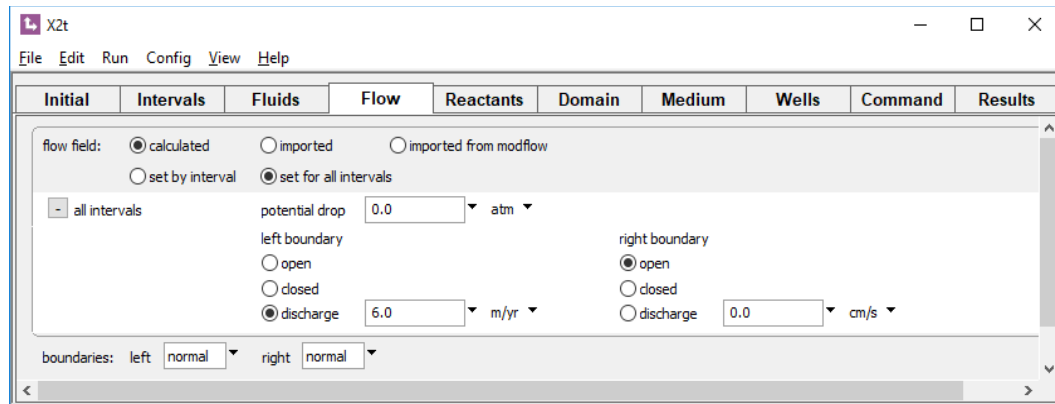 X2t
File Edit Run Config View Help
Initial Intervals Fluids Flow Reactants Domain Medium Wells Command Results
flow field: calculated imported imported from modflow
set by interval set for all intervals
- all intervals potential drop 0.0 atm
left boundary right boundary
open open
closed closed
discharge 6.0 m/yr discharge 0.0 cm/s
boundaries: left normal right normal